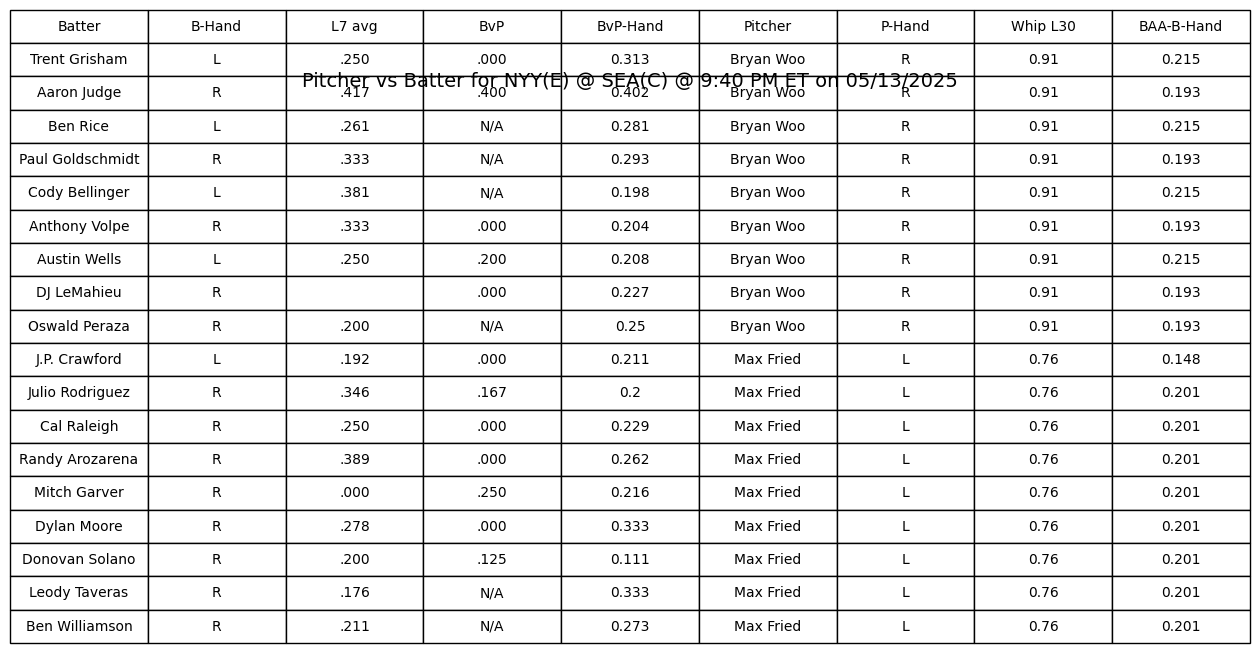 Batter B-Hand L7 avg BvP BvP-Hand Pitcher P-Hand Whip L30 BAA-B-Hand
Trent Grisham L .250 .000 0.313 Bryan Woo R 0.91 0.215
Pitcher vs Batter for NYY(E) @ SEA(C) @ 9:40 PM ET on 05/13/2025
Aaron Judge R .417 .400 0.402 Bryan Woo R 0.91 0.193
Ben Rice L .261 N/A 0.281 Bryan Woo R 0.91 0.215
Paul Goldschmidt R .333 N/A 0.293 Bryan Woo R 0.91 0.193
Cody Bellinger L .381 N/A 0.198 Bryan Woo R 0.91 0.215
Anthony Volpe R .333 .000 0.204 Bryan Woo R 0.91 0.193
Austin Wells L .250 .200 0.208 Bryan Woo R 0.91 0.215
DJ LeMahieu R .000 0.227 Bryan Woo R 0.91 0.193
Oswald Peraza R .200 N/A 0.25 Bryan Woo R 0.91 0.193
J.P. Crawford L .192 .000 0.211 Max Fried L 0.76 0.148
Julio Rodriguez R .346 .167 0.2 Max Fried L 0.76 0.201
Cal Raleigh R .250 .000 0.229 Max Fried L 0.76 0.201
Randy Arozarena R .389 .000 0.262 Max Fried L 0.76 0.201
Mitch Garver R .000 .250 0.216 Max Fried L 0.76 0.201
Dylan Moore R .278 .000 0.333 Max Fried L 0.76 0.201
Donovan Solano R .200 .125 0.111 Max Fried L 0.76 0.201
Leody Taveras R .176 N/A 0.333 Max Fried L 0.76 0.201
Ben Williamson R .211 N/A 0.273 Max Fried L 0.76 0.201